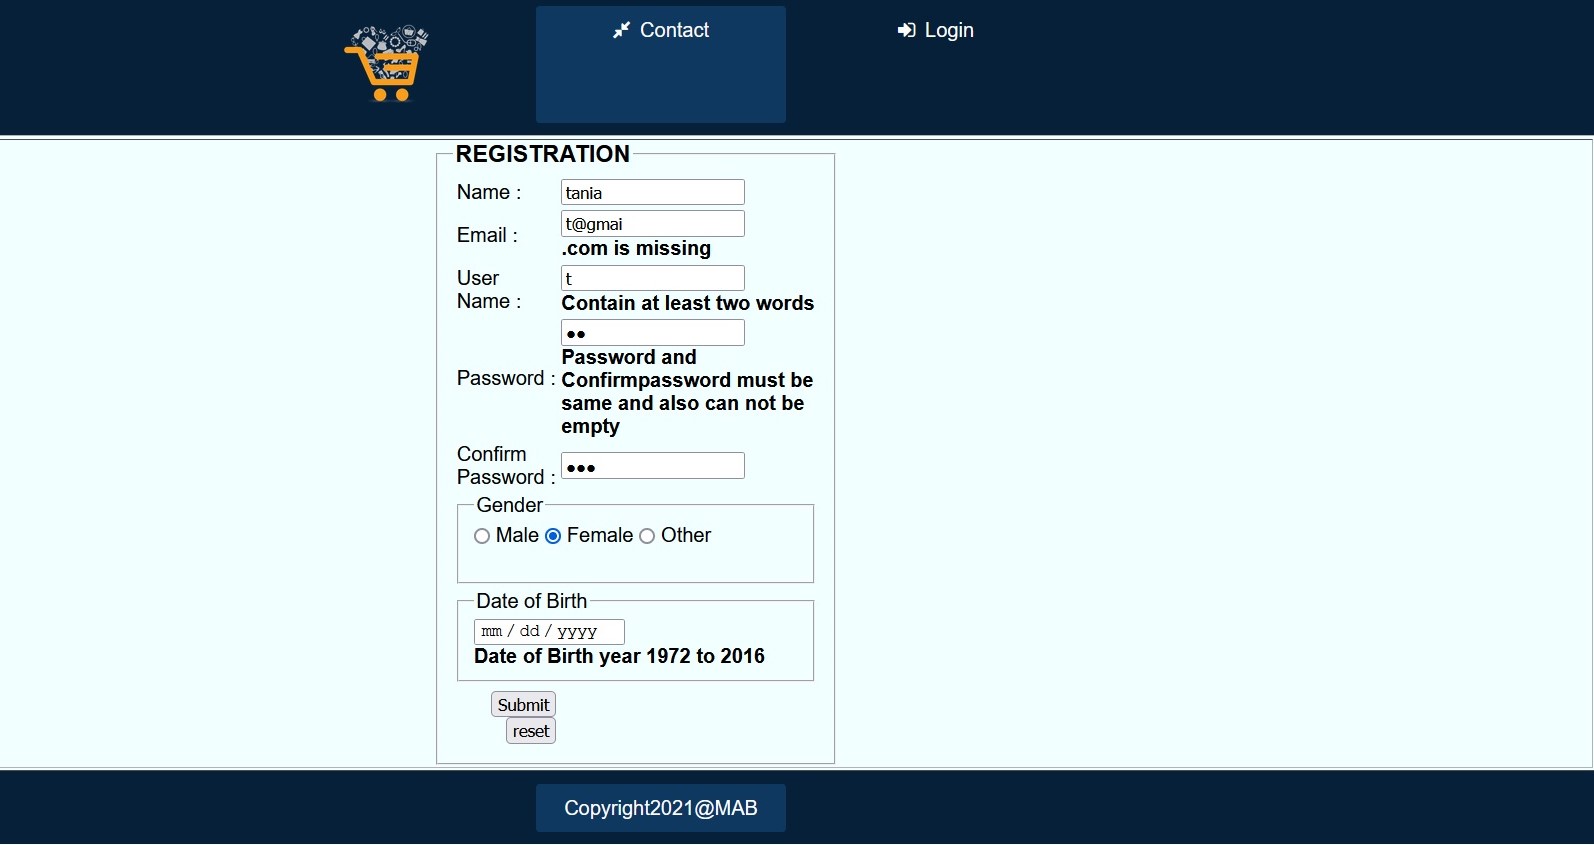 Contact
Login
REGISTRATION
Name :
tania
Email :
t@gmai
.com is missing
User
Name :
t
Contain at least two words
Password :
••
Password and
Confirmpassword must be
same and also can not be
empty
Confirm
Password :
•••
Gender
Male Female Other
Date of Birth
mm / dd / yyyy
Date of Birth year 1972 to 2016
Submit
reset
Copyright2021@MAB